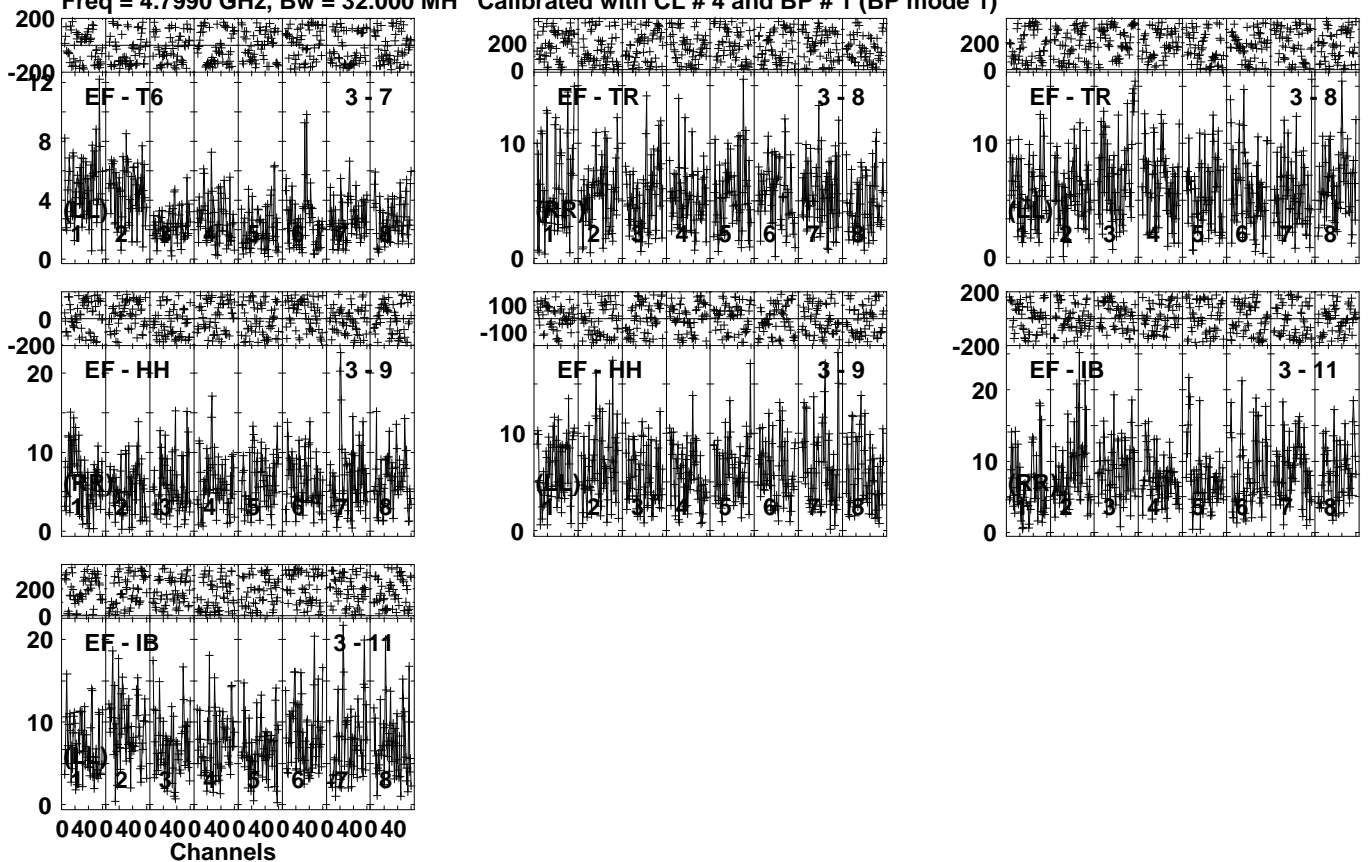 Freq = 4.7990 GHz, Bw = 32.000 MH Calibrated with CL # 4 and BP # 1 (BP mode 1)
200
-200
12
8
4
0
EF - T6 3 - 7
(LL)
1 2 3 4 5 6 7 8
200
0
10
0
EF - TR 3 - 8
(RR)
1 2 3 4 5 6 7 8
200
0
10
0
EF - TR 3 - 8
(LL)
1 2 3 4 5 6 7 8
0
-200
20
10
0
EF - HH 3 - 9
(RR)
1 2 3 4 5 6 7 8
100
-100
10
0
EF - HH 3 - 9
(LL)
1 2 3 4 5 6 7 8
200
-200
20
10
0
EF - IB 3 - 11
(RR)
1 2 3 4 5 6 7 8
200
0
20
10
0
EF - IB 3 - 11
(LL)
1 2 3 4 5 6 7 8
0 40 0 40 0 40 0 40 0 40 0 40 0 40 0 40
Channels